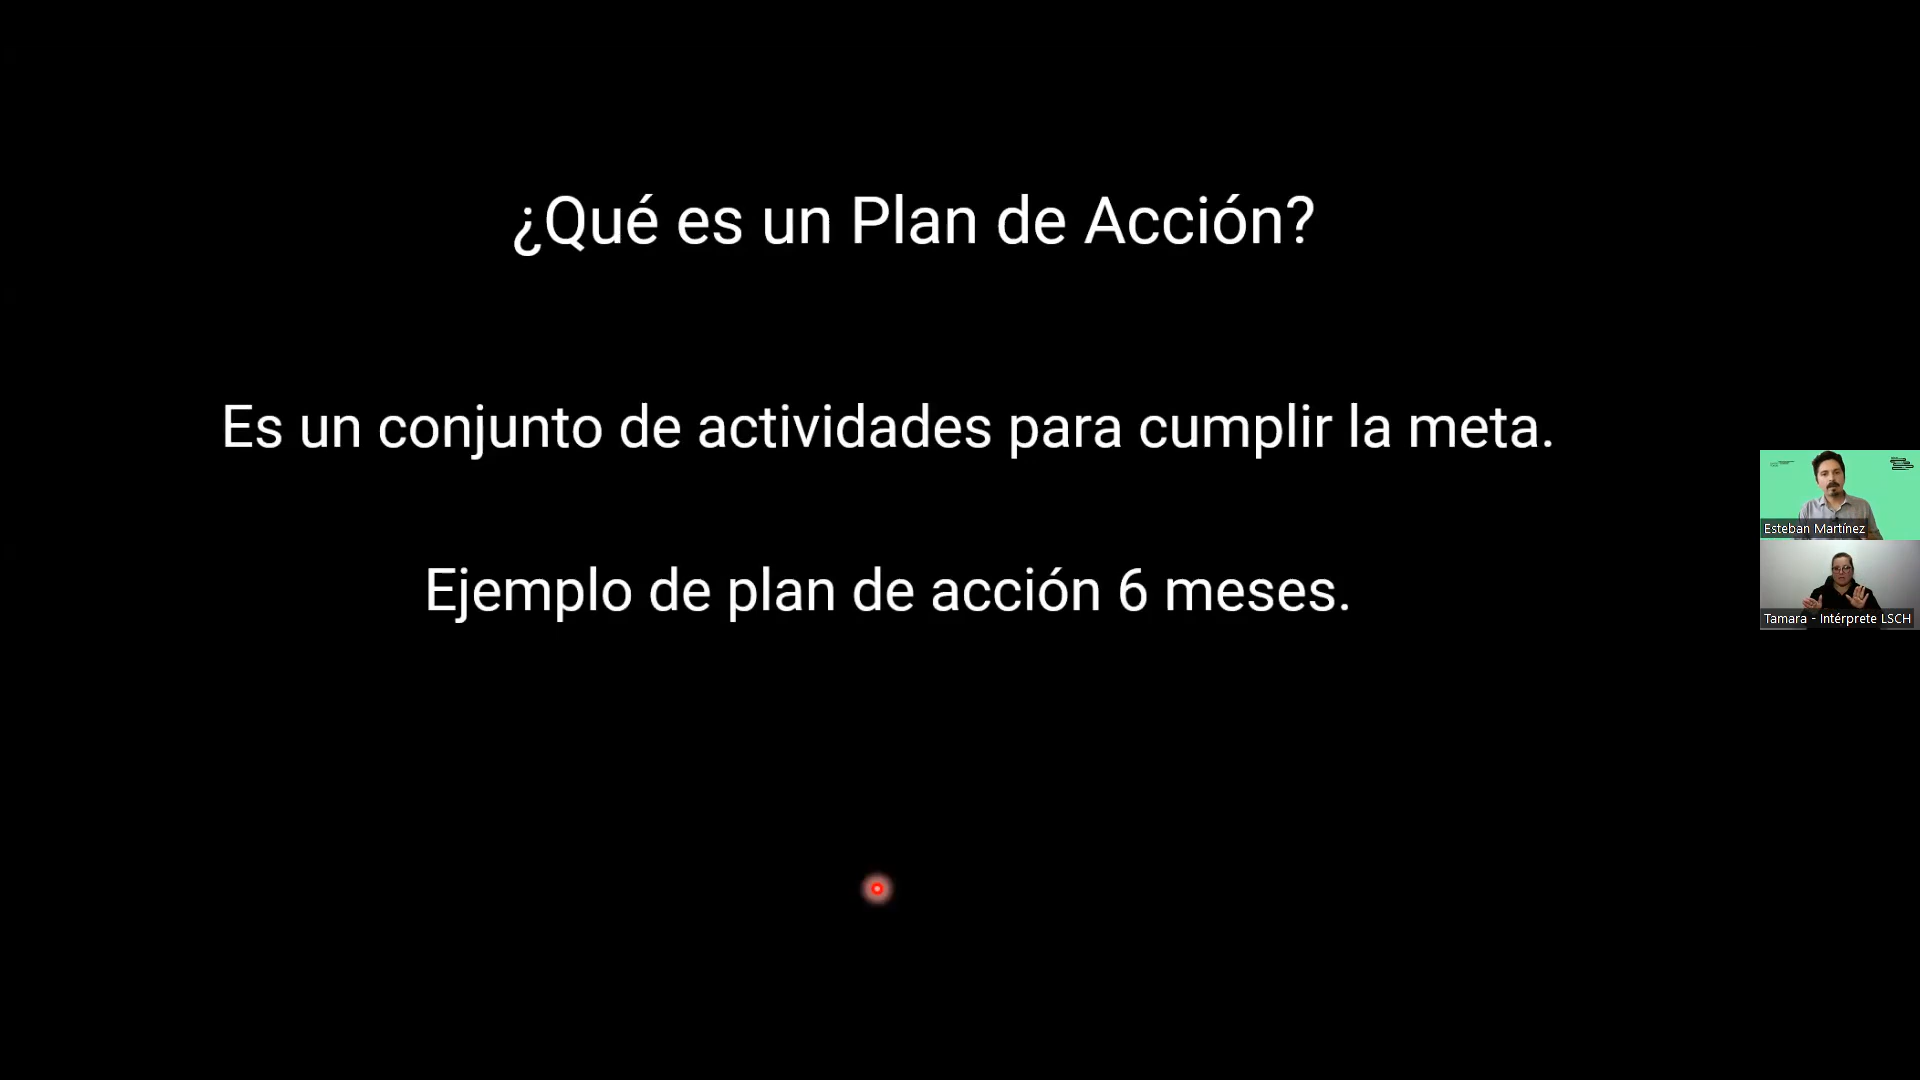 ¿Qué es un Plan de Acción?
Es un conjunto de actividades para cumplir la meta.
Ejemplo de plan de acción 6 meses.
Esteban Martínez
Tamara - Intérprete LSCH